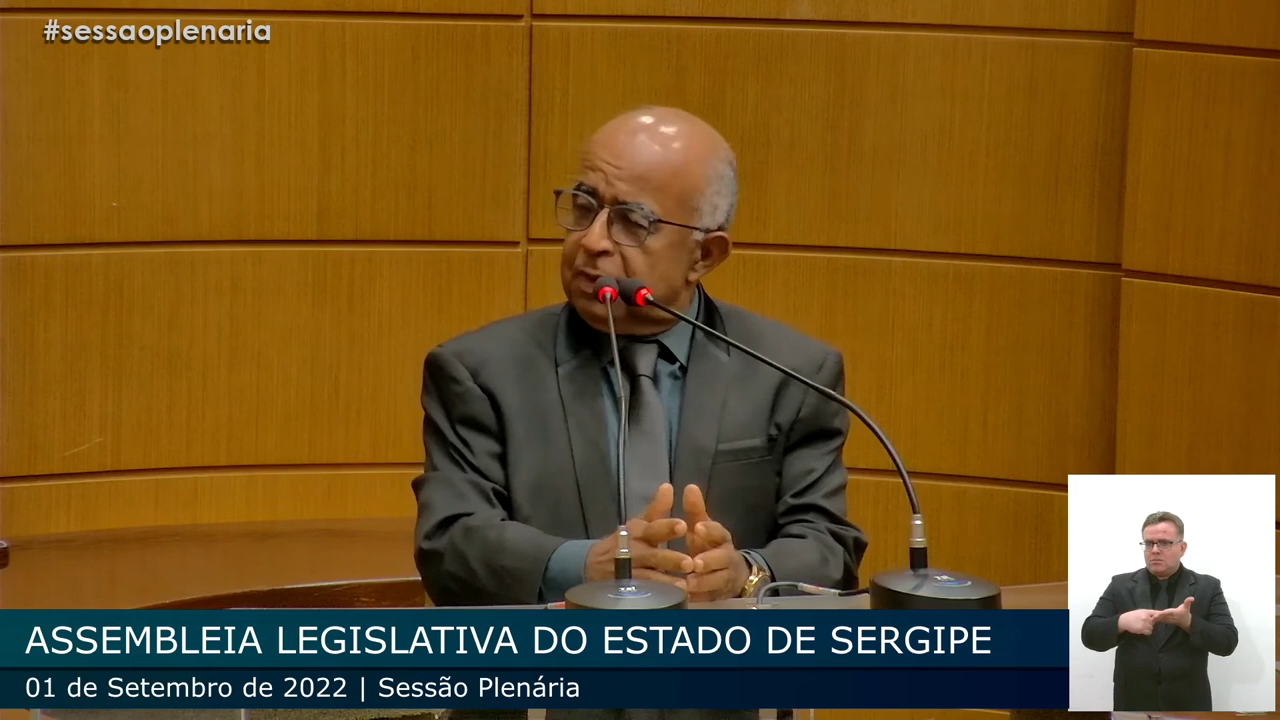 #sessaoplenaria
ASSEMBLEIA LEGISLATIVA DO ESTADO DE SERGIPE
01 de Setembro de 2022 | Sessão Plenária